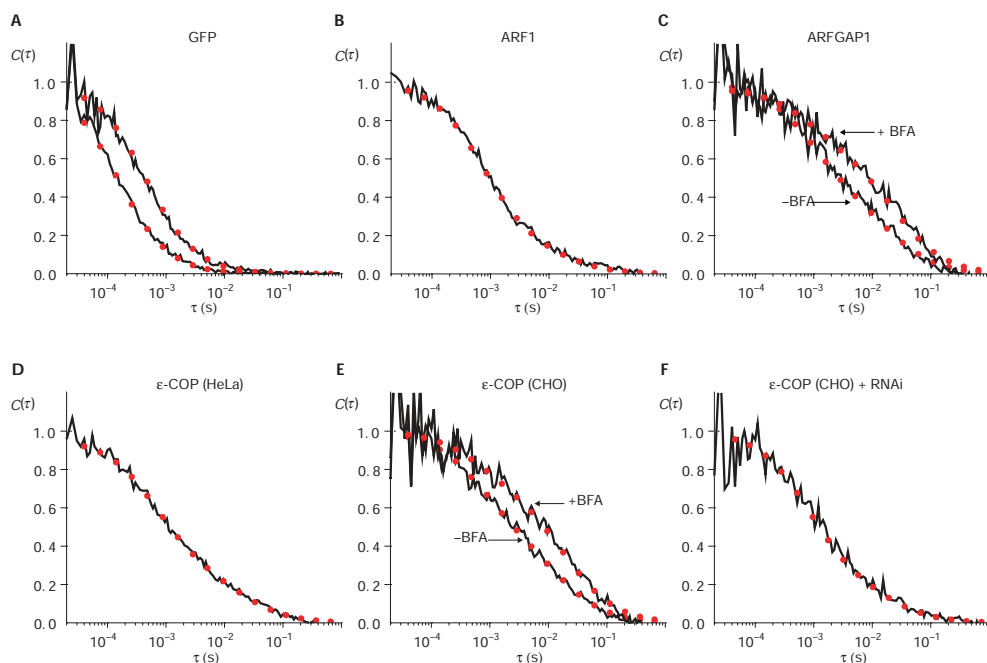 A
GFP
C(τ)
1.0
0.8
0.6
0.4
0.2
0.0
10⁻⁴ 10⁻³ 10⁻² 10⁻¹
τ (s)
B
ARF1
C(τ)
1.0
0.8
0.6
0.4
0.2
0.0
10⁻⁴ 10⁻³ 10⁻² 10⁻¹
τ (s)
C
ARFGAP1
C(τ)
1.0
0.8
0.6
0.4
0.2
0.0
+ BFA
–BFA
10⁻⁴ 10⁻³ 10⁻² 10⁻¹
τ (s)
D
ε-COP (HeLa)
C(τ)
1.0
0.8
0.6
0.4
0.2
0.0
10⁻⁴ 10⁻³ 10⁻² 10⁻¹
τ (s)
E
ε-COP (CHO)
C(τ)
1.0
0.8
0.6
0.4
0.2
0.0
+BFA
–BFA
10⁻⁴ 10⁻³ 10⁻² 10⁻¹
τ (s)
F
ε-COP (CHO) + RNAi
C(τ)
1.0
0.8
0.6
0.4
0.2
0.0
10⁻⁴ 10⁻³ 10⁻² 10⁻¹
τ (s)